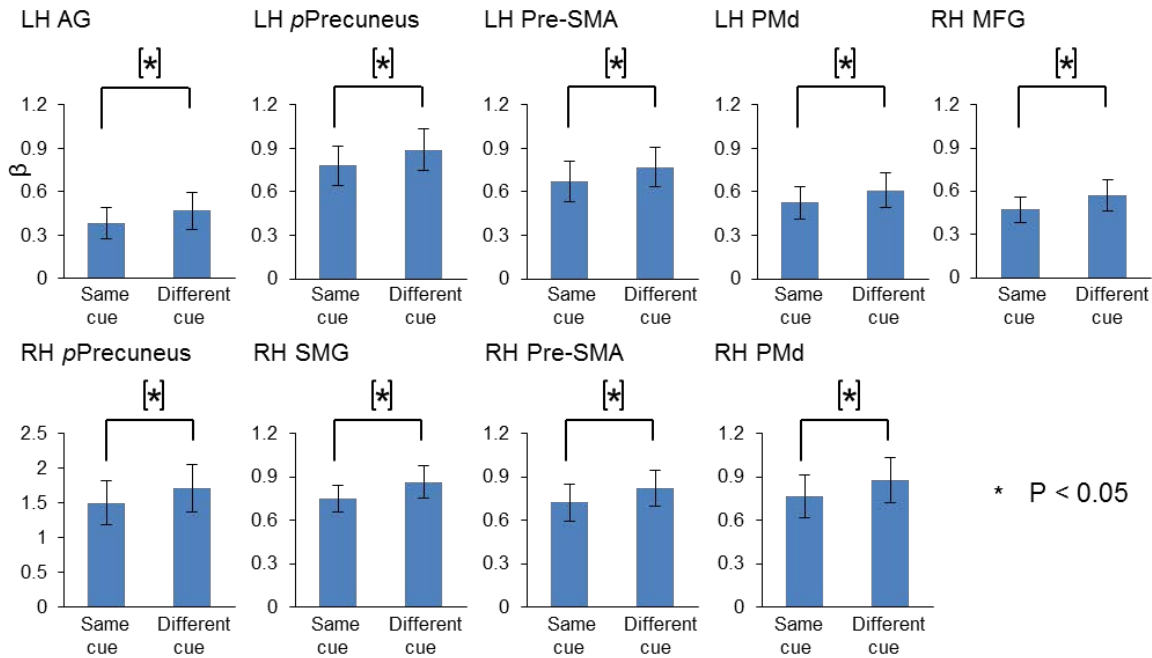 LH AG
LH pPrecuneus
LH Pre-SMA
LH PMd
RH MFG
[*]
[*]
[*]
[*]
[*]
β
1.2
0.9
0.6
0.3
0
Same cue
Different cue
1.2
0.9
0.6
0.3
0
Same cue
Different cue
1.2
0.9
0.6
0.3
0
Same cue
Different cue
1.2
0.9
0.6
0.3
0
Same cue
Different cue
1.2
0.9
0.6
0.3
0
Same cue
Different cue
RH pPrecuneus
RH SMG
RH Pre-SMA
RH PMd
[*]
[*]
[*]
[*]
2.5
2
1.5
1
0.5
0
Same cue
Different cue
1.2
0.9
0.6
0.3
0
Same cue
Different cue
1.2
0.9
0.6
0.3
0
Same cue
Different cue
1.2
0.9
0.6
0.3
0
Same cue
Different cue
* P < 0.05